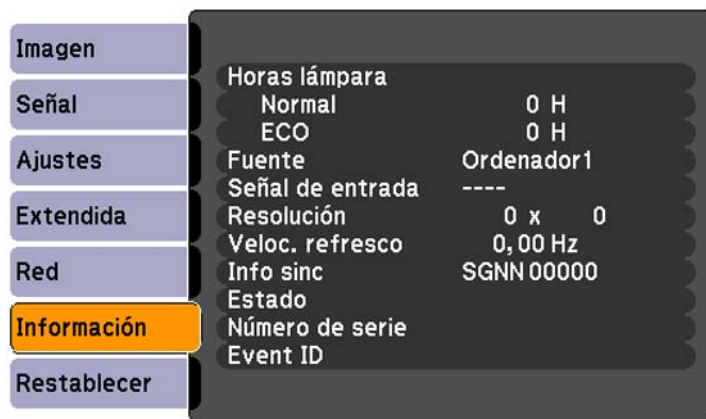 Imagen
Señal
Ajustes
Extendida
Red
Información
Restablecer
Horas lámpara
Normal 0 H
ECO 0 H
Fuente Ordenador1
Señal de entrada ----
Resolución 0 x 0
Veloc. refresco 0,00 Hz
Info sinc SGNN 00000
Estado
Número de serie
Event ID